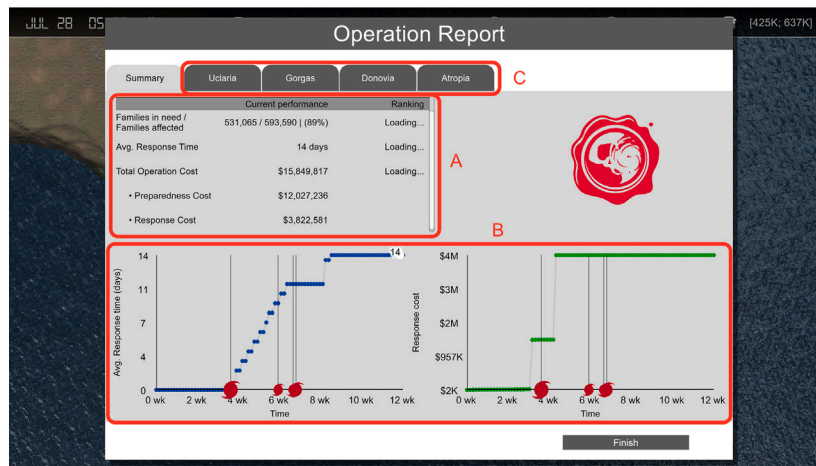 JUL 28 05
[425K; 637K]
Operation Report
Summary Uclaria Gorgas Donovia Atropia C
Current performance Ranking
Families in need /
Families affected 531,065 / 593,590 | (89%) Loading...
Avg. Response Time 14 days Loading...
A
Total Operation Cost $15,849,817 Loading...
• Preparedness Cost $12,027,236
• Response Cost $3,822,581
B
Avg. Response time (days)
14
11
7
4
0
14
0 wk 2 wk 4 wk 6 wk 8 wk 10 wk 12 wk
Time
Response cost
$4M
$3M
$2M
$957K
$2K
0 wk 2 wk 4 wk 6 wk 8 wk 10 wk 12 wk
Time
Finish